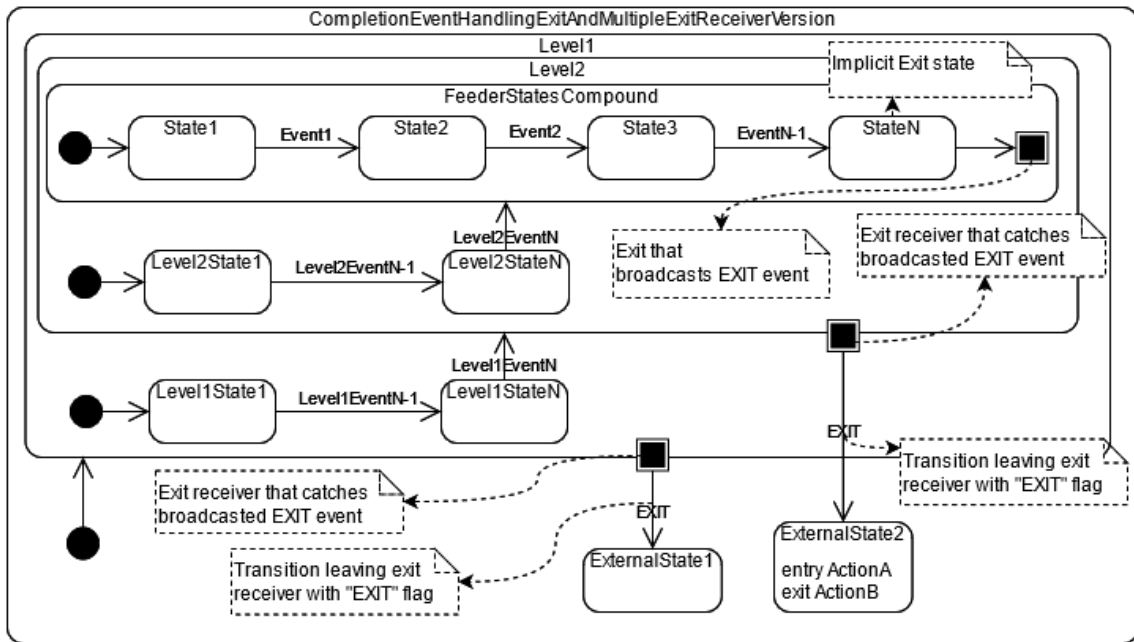 CompletionEventHandlingExitAndMultipleExitReceiverVersion
Level1
Level2
Implicit Exit state
FeederStatesCompound
State1
Event1
State2
Event2
State3
EventN-1
StateN
Level2EventN
Level2State1
Level2EventN-1
Level2StateN
Exit that
broadcasts EXIT event
Exit receiver that catches
broadcasted EXIT event
Level1EventN
Level1State1
Level1EventN-1
Level1StateN
EXIT
Transition leaving exit
receiver with "EXIT" flag
Exit receiver that catches
broadcasted EXIT event
EXIT
Transition leaving exit
receiver with "EXIT" flag
ExternalState1
ExternalState2
entry ActionA
exit ActionB